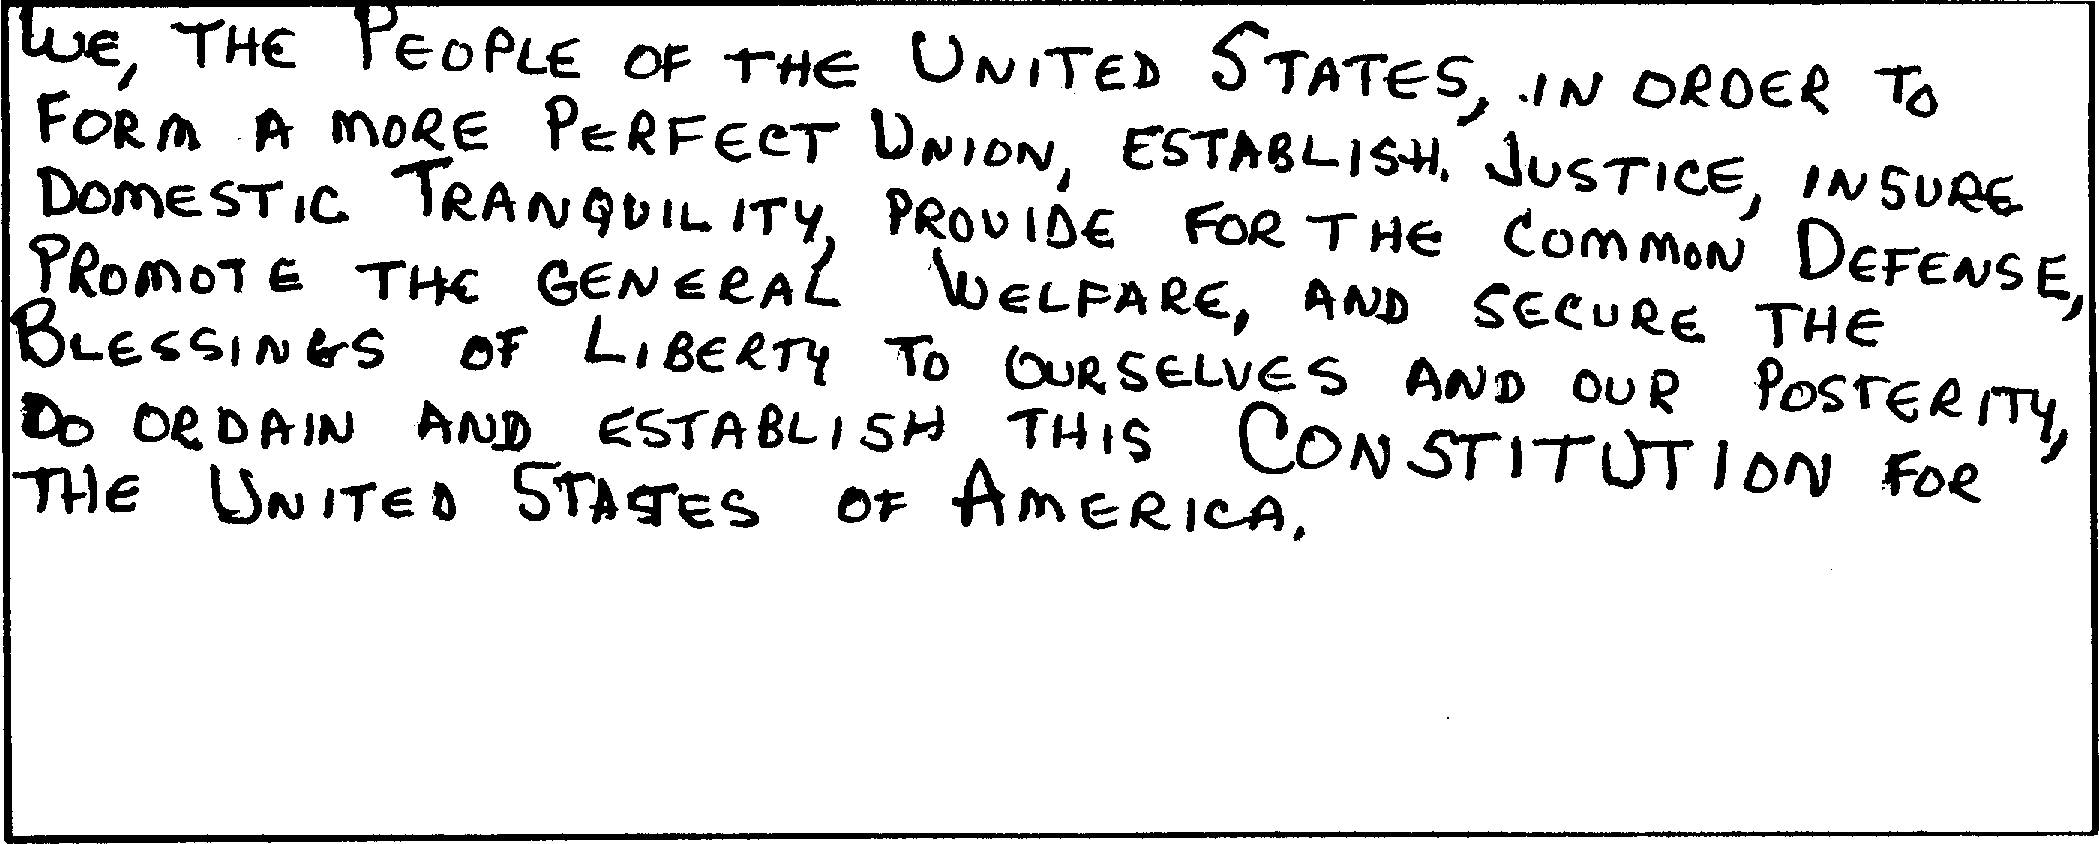 We, the People of the United States, in order to
form a more Perfect Union, establish Justice, insure
Domestic Tranquility, provide for the common Defense,
Promote the general Welfare, and secure the
Blessings of Liberty to ourselves and our Posterity,
Do ordain and establish this Constitution for
the United States of America.